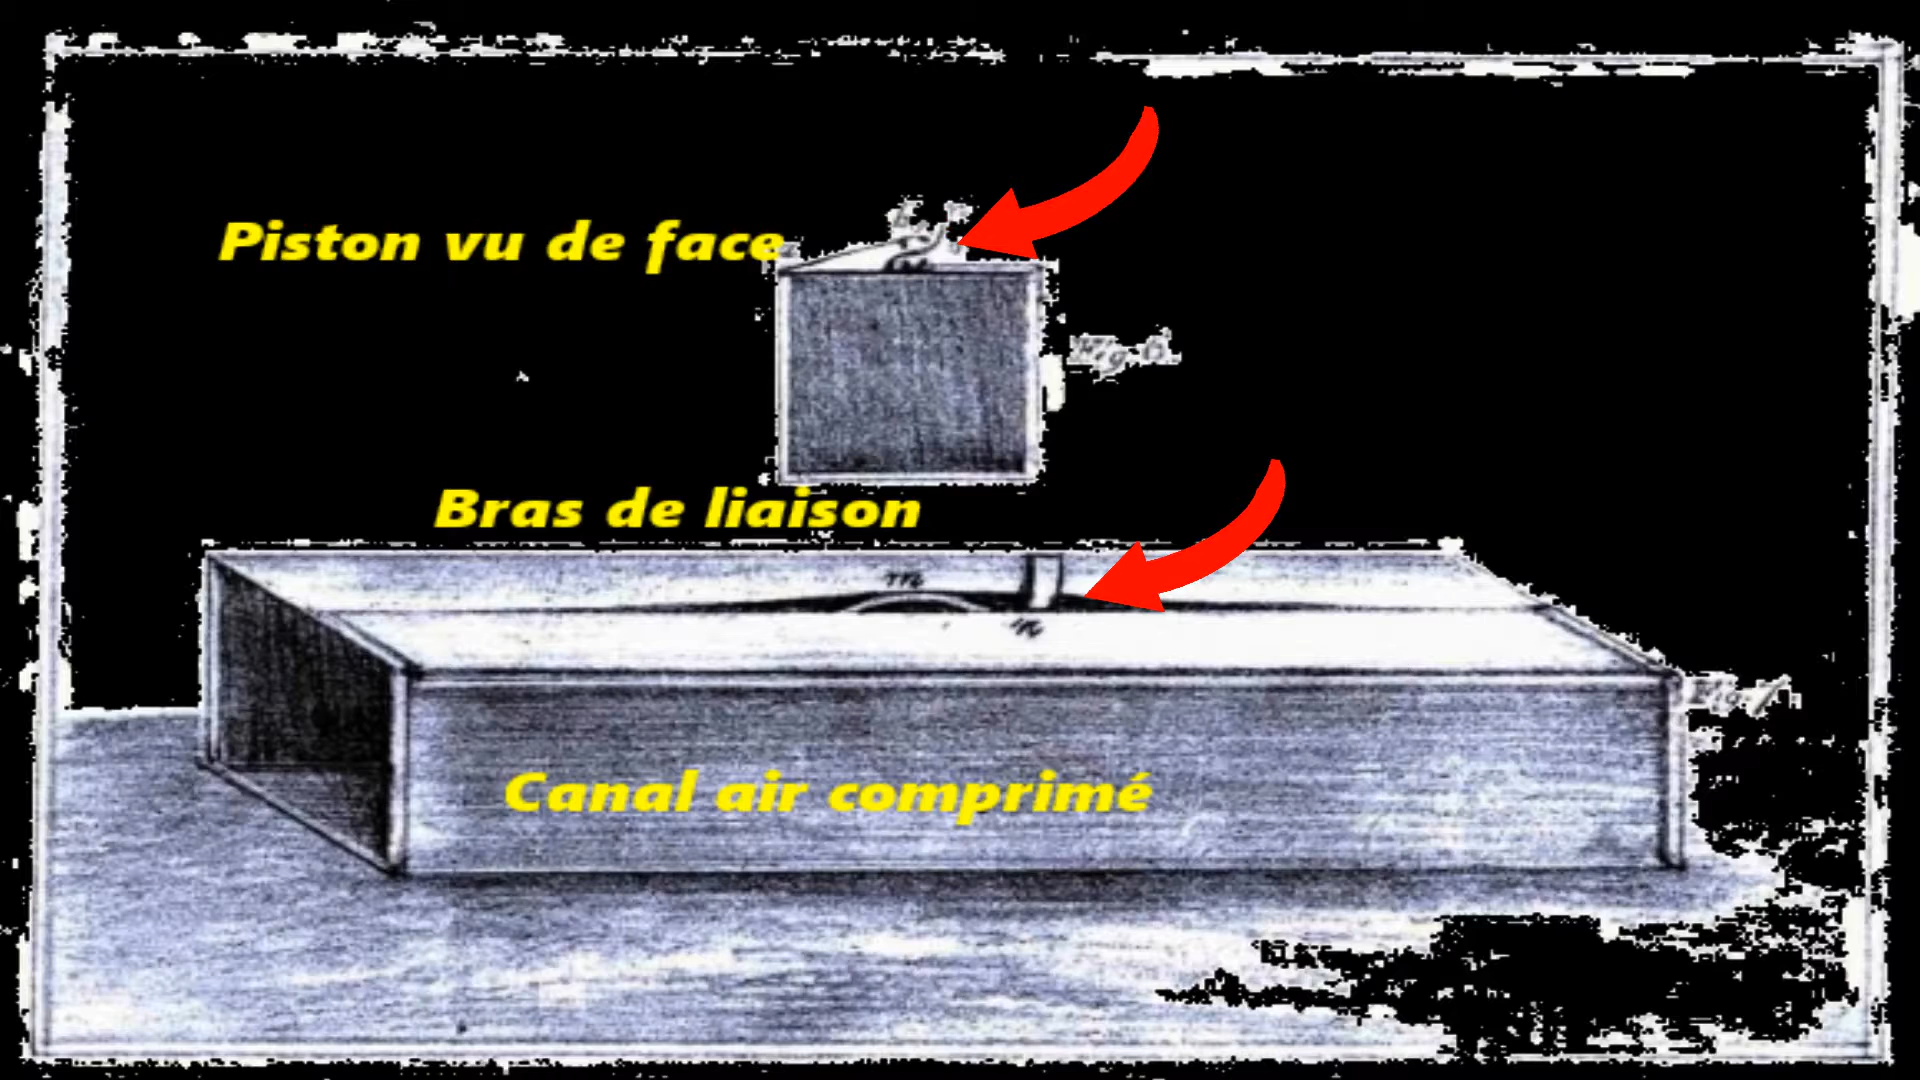 Piston vu de face
Bras de liaison
m
n
Canal air comprimé